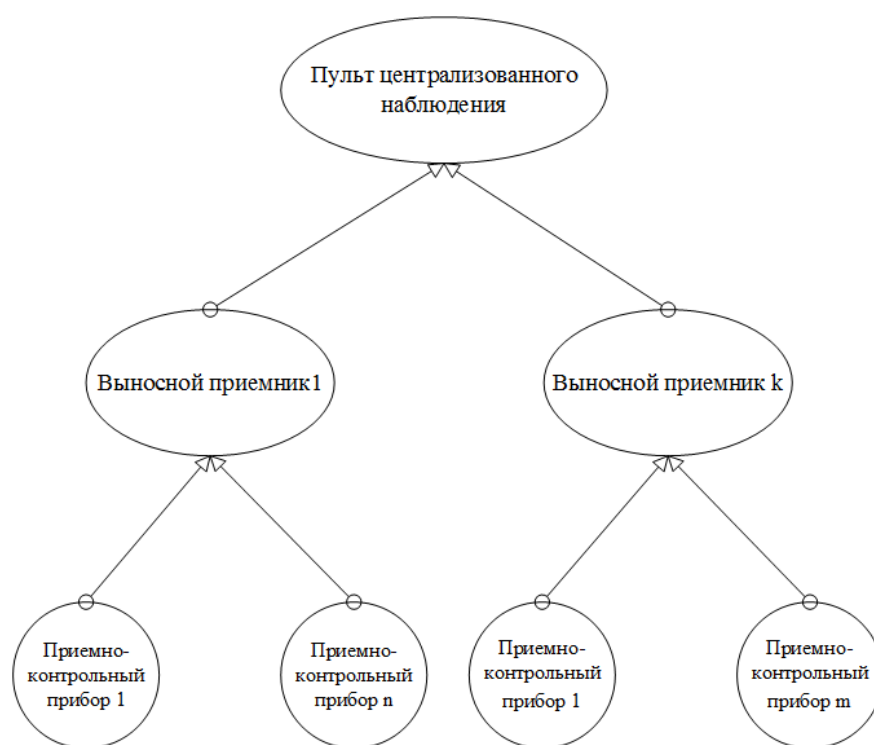 Пульт централизованного
наблюдения
Выносной приемник1
Выносной приемник k
Приемно-
контрольный
прибор 1
Приемно-
контрольный
прибор n
Приемно-
контрольный
прибор 1
Приемно-
контрольный
прибор m